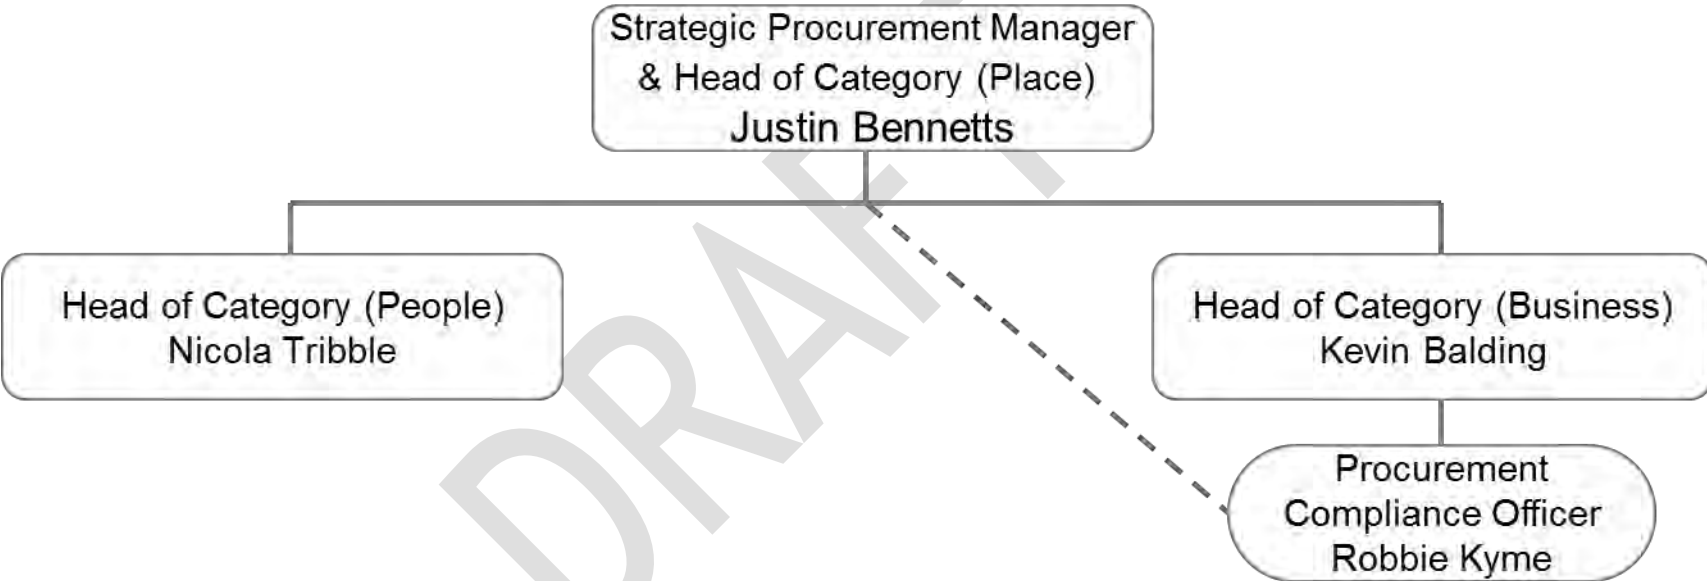 Strategic Procurement Manager
& Head of Category (Place)
Justin Bennetts
Head of Category (People)
Nicola Tribble
Head of Category (Business)
Kevin Balding
Procurement
Compliance Officer
Robbie Kyme
DRAFT